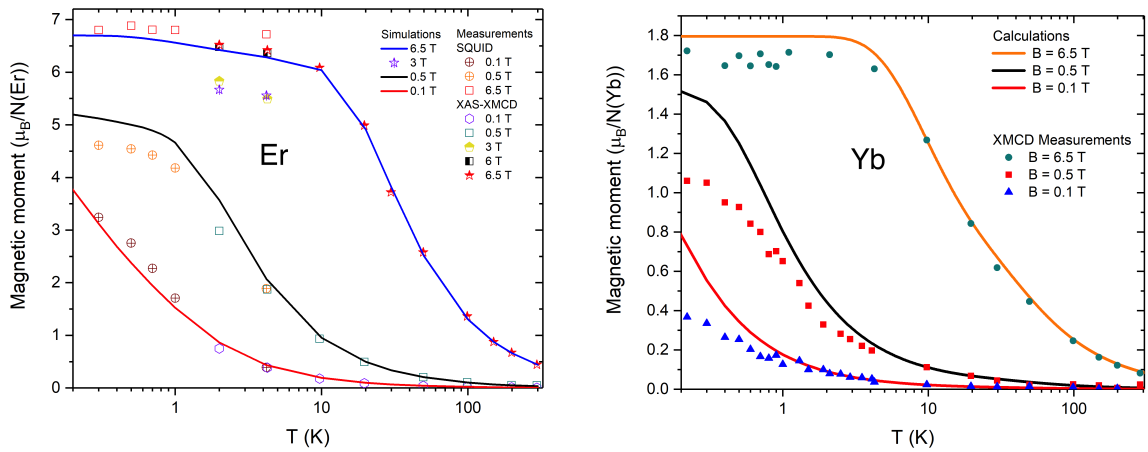 Magnetic moment (μB/N(Er))
7
6
5
4
3
2
1
0
1
10
100
T (K)
Er
Simulations
6.5 T
3 T
0.5 T
0.1 T
Measurements
SQUID
0.1 T
0.5 T
6.5 T
XAS-XMCD
0.1 T
0.5 T
3 T
6 T
6.5 T
Magnetic moment (μB/N(Yb))
1.8
1.6
1.4
1.2
1.0
0.8
0.6
0.4
0.2
0.0
1
10
100
T (K)
Yb
Calculations
B = 6.5 T
B = 0.5 T
B = 0.1 T
XMCD Measurements
B = 6.5 T
B = 0.5 T
B = 0.1 T